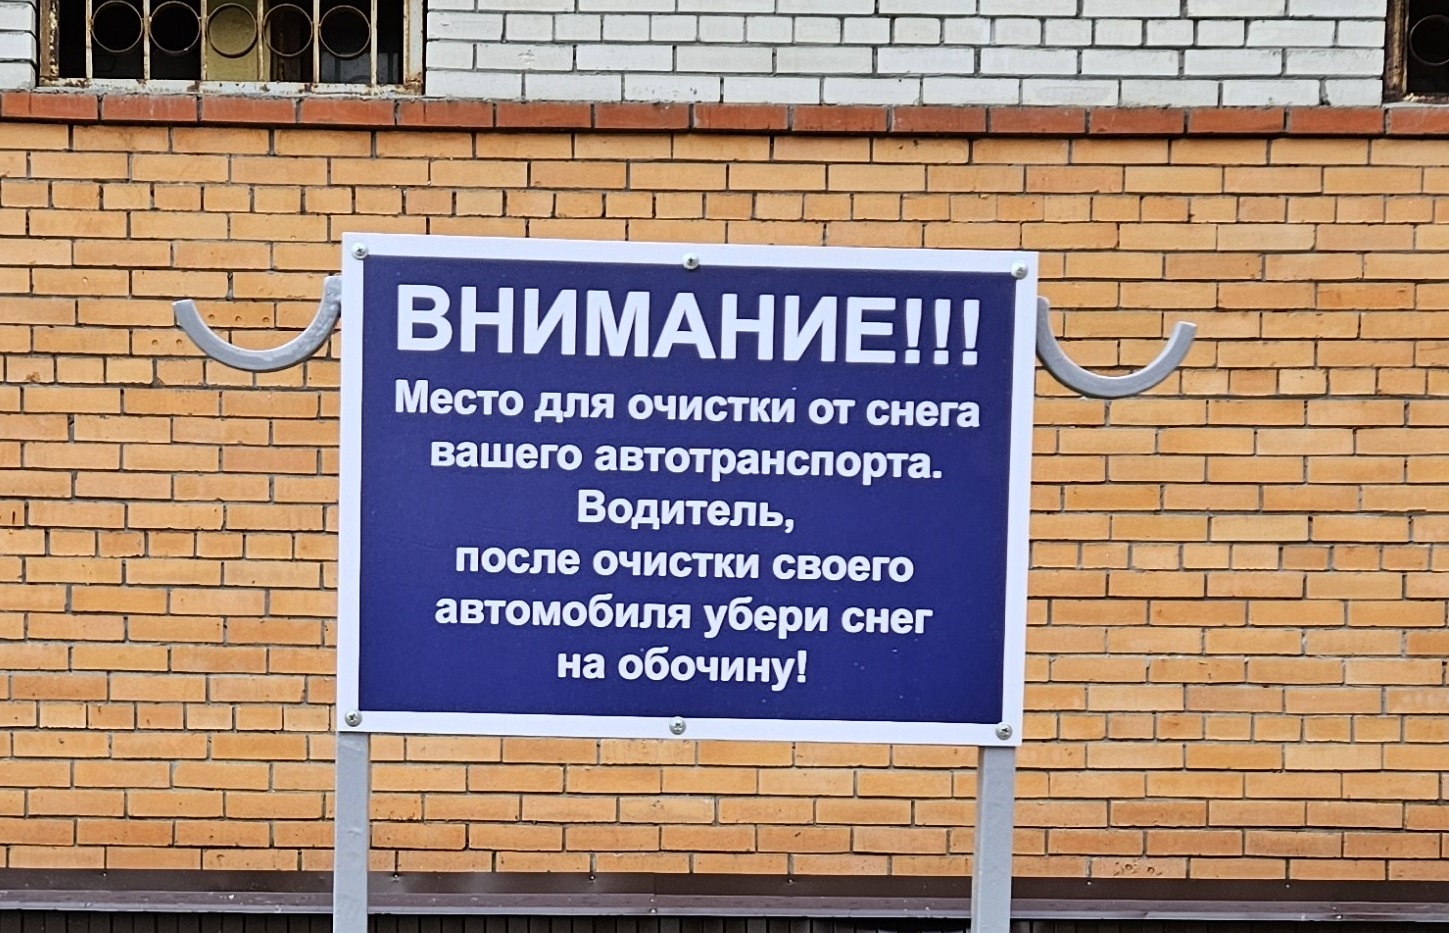 ВНИМАНИЕ!!!
Место для очистки от снега
вашего автотранспорта.
Водитель,
после очистки своего
автомобиля убери снег
на обочину!